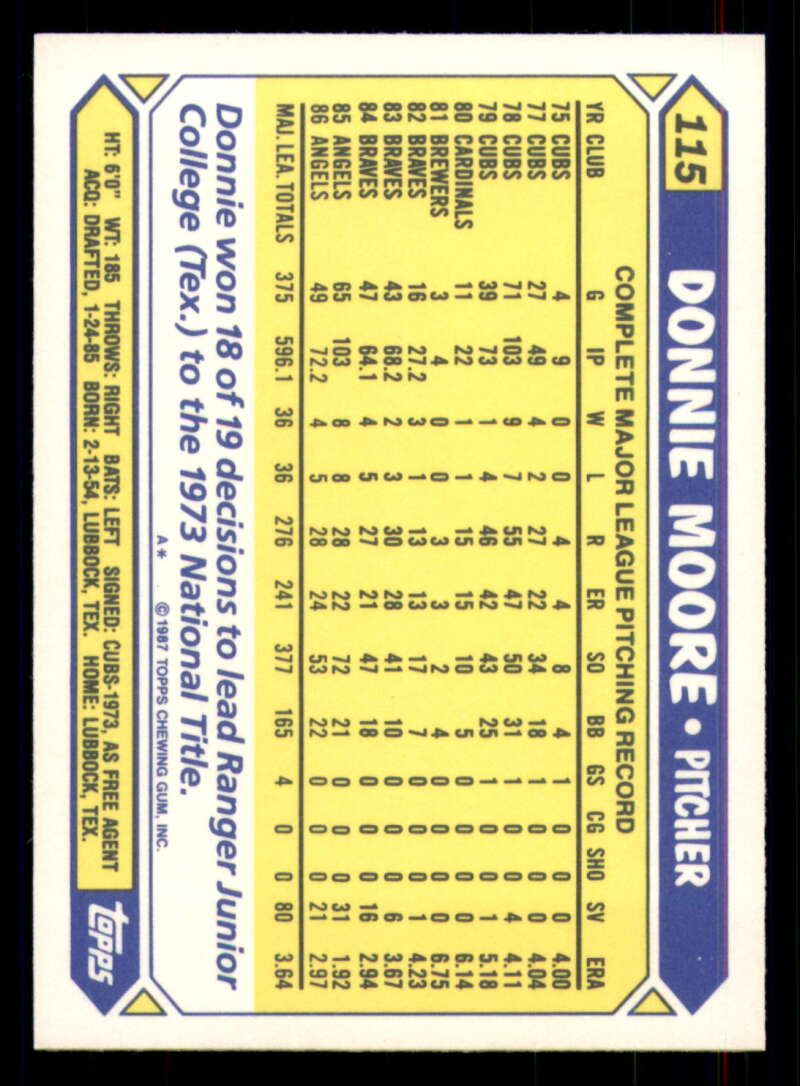 115 DONNIE MOORE • PITCHER
COMPLETE MAJOR LEAGUE PITCHING RECORD
YR CLUB G IP W L R ER SO BB GS CG SHO SV ERA
75 CUBS 4 9 0 0 4 4 8 4 1 0 0 0 4.00
77 CUBS 27 49 4 2 27 22 34 18 1 0 0 0 4.04
78 CUBS 71 103 9 7 55 47 50 31 1 0 0 4 4.11
79 CUBS 39 73 1 4 46 42 43 25 1 0 0 1 5.18
80 CARDINALS 11 22 1 1 15 15 10 5 0 0 0 0 6.14
81 BREWERS 3 4 0 0 3 3 2 4 0 0 0 0 6.75
82 BRAVES 16 27.2 3 1 13 13 17 7 0 0 0 1 4.23
83 BRAVES 43 68.2 2 3 30 28 41 10 0 0 0 6 3.67
84 BRAVES 47 64.1 4 5 27 21 47 18 0 0 0 16 2.94
85 ANGELS 65 103 8 8 28 22 72 21 0 0 0 31 1.92
86 ANGELS 49 72.2 4 5 28 24 53 22 0 0 0 21 2.97
MAJ. LEA. TOTALS 375 596.1 36 36 276 241 377 165 4 0 0 80 3.64
Donnie won 18 of 19 decisions to lead Ranger Junior
College (Tex.) to the 1973 National Title.
A* ©1987 TOPPS CHEWING GUM, INC.
HT: 6'0" WT: 185 THROWS: RIGHT BATS: LEFT SIGNED: CUBS-1973, AS FREE AGENT
ACQ: DRAFTED, 1-24-85 BORN: 2-13-54, LUBBOCK, TEX. HOME: LUBBOCK, TEX.
topps